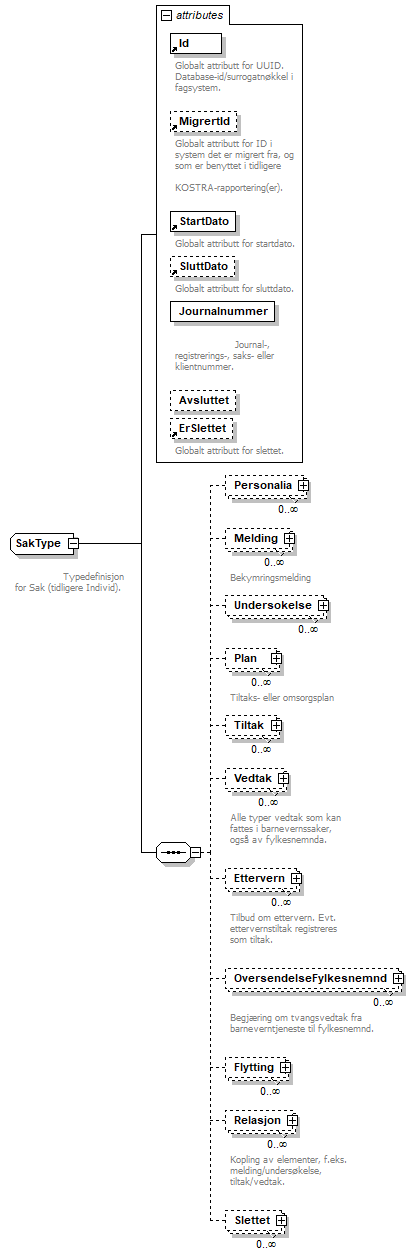 attributes
Id
Globalt attributt for UUID.
Database-id/surrogatnøkkel i
fagsystem.
MigrertId
Globalt attributt for ID i
system det er migrert fra, og
som er benyttet i tidligere
KOSTRA-rapportering(er).
StartDato
Globalt attributt for startdato.
SluttDato
Globalt attributt for sluttdato.
Journalnummer
Journal-,
registrerings-, saks- eller
klientnummer.
Avsluttet
ErSlettet
Globalt attributt for slettet.
SakType
Typedefinisjon
for Sak (tidligere Individ).
Personalia
0..∞
Melding
0..∞
Bekymringsmelding
Undersokelse
0..∞
Plan
0..∞
Tiltaks- eller omsorgsplan
Tiltak
0..∞
Vedtak
0..∞
Alle typer vedtak som kan
fattes i barnevernssaker,
også av fylkesnemnda.
Ettervern
0..∞
Tilbud om ettervern. Evt.
ettervernstiltak registreres
som tiltak.
OversendelseFylkesnemnd
0..∞
Begjæring om tvangsvedtak fra
barneverntjeneste til fylkesnemnd.
Flytting
0..∞
Relasjon
0..∞
Kopling av elementer, f.eks.
melding/undersøkelse,
tiltak/vedtak.
Slettet
0..∞